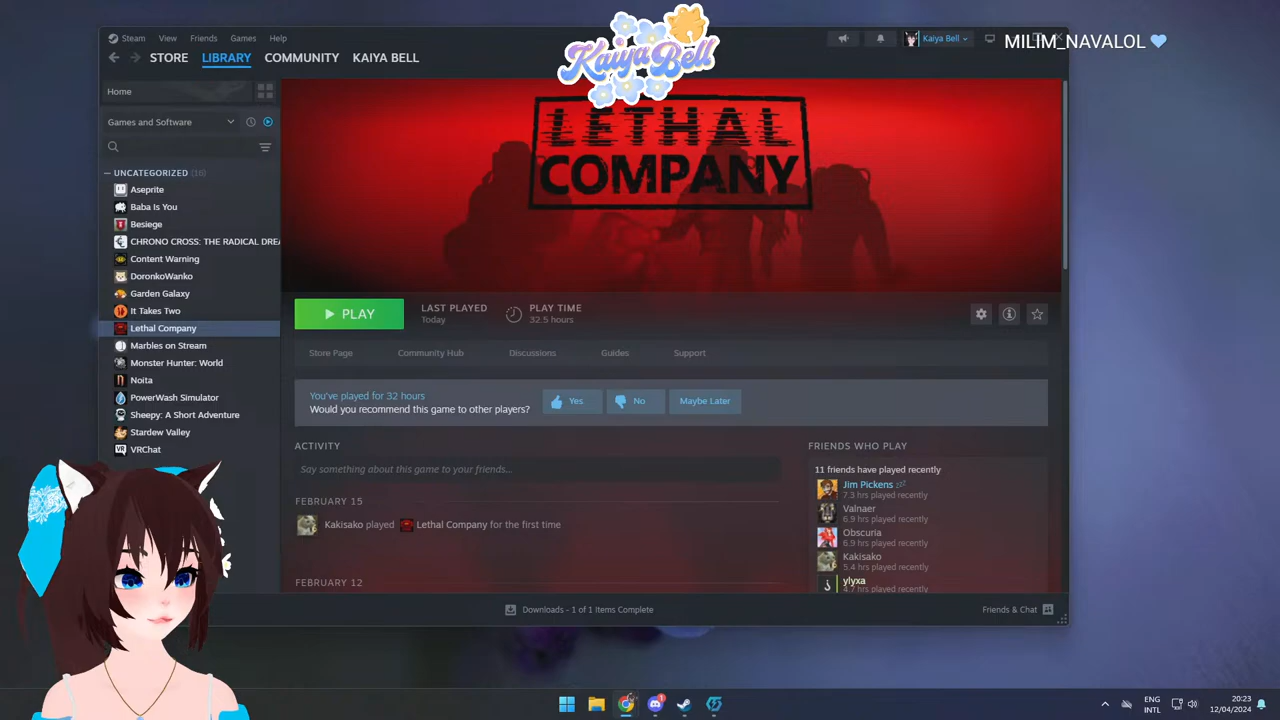 Steam View Friends Games Help
Kaiya Bell
MILIM_NAVALOL
KaiyaBell
STORE LIBRARY COMMUNITY KAIYA BELL
Home
Games and Software
UNCATEGORIZED (16)
Aseprite
Baba Is You
Besiege
CHRONO CROSS: THE RADICAL DREA
Content Warning
DoronkoWanko
Garden Galaxy
It Takes Two
Lethal Company
Marbles on Stream
Monster Hunter: World
Noita
PowerWash Simulator
Sheepy: A Short Adventure
Stardew Valley
VRChat
LETHAL
COMPANY
PLAY
LAST PLAYED
Today
PLAY TIME
32.5 hours
Store Page Community Hub Discussions Guides Support
You've played for 32 hours
Would you recommend this game to other players?
Yes No Maybe Later
ACTIVITY
Say something about this game to your friends...
FEBRUARY 15
Kakisako played Lethal Company for the first time
FEBRUARY 12
FRIENDS WHO PLAY
11 friends have played recently
Jim Pickens
7.3 hrs played recently
Valnaer
6.9 hrs played recently
Obscuria
6.9 hrs played recently
Kakisako
5.4 hrs played recently
ylyxa
4.7 hrs played recently
Downloads - 1 of 1 Items Complete
Friends & Chat
ENG
INTL
20:23
12/04/2024